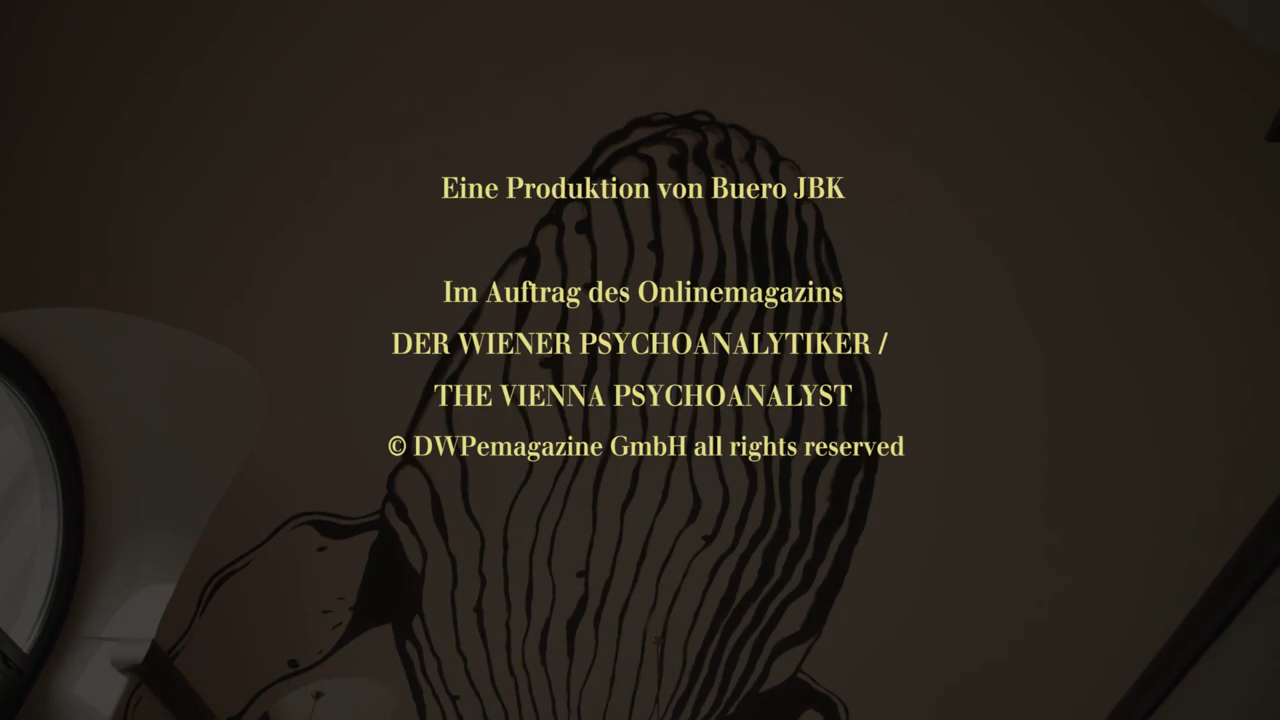 Eine Produktion von Buero JBK
Im Auftrag des Onlinemagazins
DER WIENER PSYCHOANALYTIKER /
THE VIENNA PSYCHOANALYST
© DWPemagazine GmbH all rights reserved